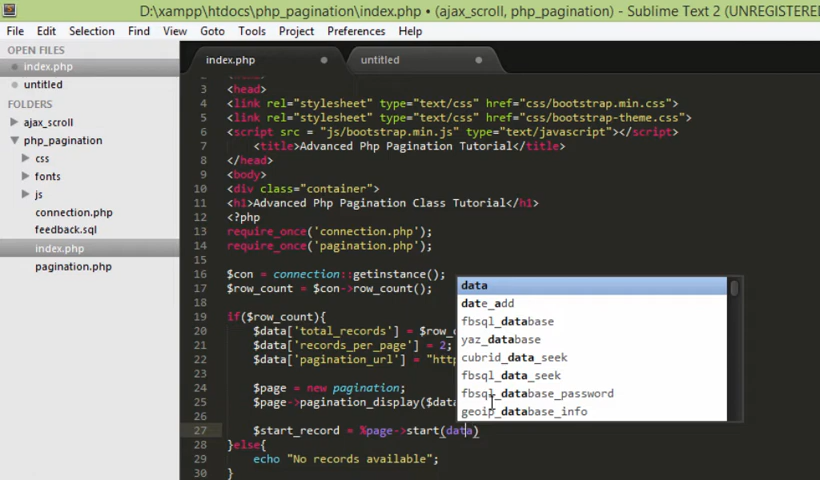 D:\xampp\htdocs\php_pagination\index.php • (ajax_scroll, php_pagination) - Sublime Text 2 (UNREGISTERED
File Edit Selection Find View Goto Tools Project Preferences Help
OPEN FILES
index.php
untitled
FOLDERS
ajax_scroll
php_pagination
css
fonts
js
connection.php
feedback.sql
index.php
pagination.php
index.php untitled
3 <head>
4 <link rel="stylesheet" type="text/css" href="css/bootstrap.min.css">
5 <link rel="stylesheet" type="text/css" href="css/bootstrap-theme.css">
6 <script src = "js/bootstrap.min.js" type="text/javascript"></script>
7 <title>Advanced Php Pagination Tutorial</title>
8 </head>
9 <body>
10 <div class="container">
11 <h1>Advanced Php Pagination Class Tutorial</h1>
12 <?php
13 require_once('connection.php');
14 require_once('pagination.php');
15
16 $con = connection::getinstance();
17 $row_count = $con->row_count();
18
19 if($row_count){
20 $data['total_records'] = $row_c
21 $data['records_per_page'] = 2;
22 $data['pagination_url'] = "http
23
24 $page = new pagination;
25 $page->pagination_display($data
26
27 $start_record = %page->start(data)
28 }else{
29 echo "No records available";
30 }
data
date_add
fbsql_database
yaz_database
cubrid_data_seek
fbsql_data_seek
fbsql_database_password
geoip_database_info